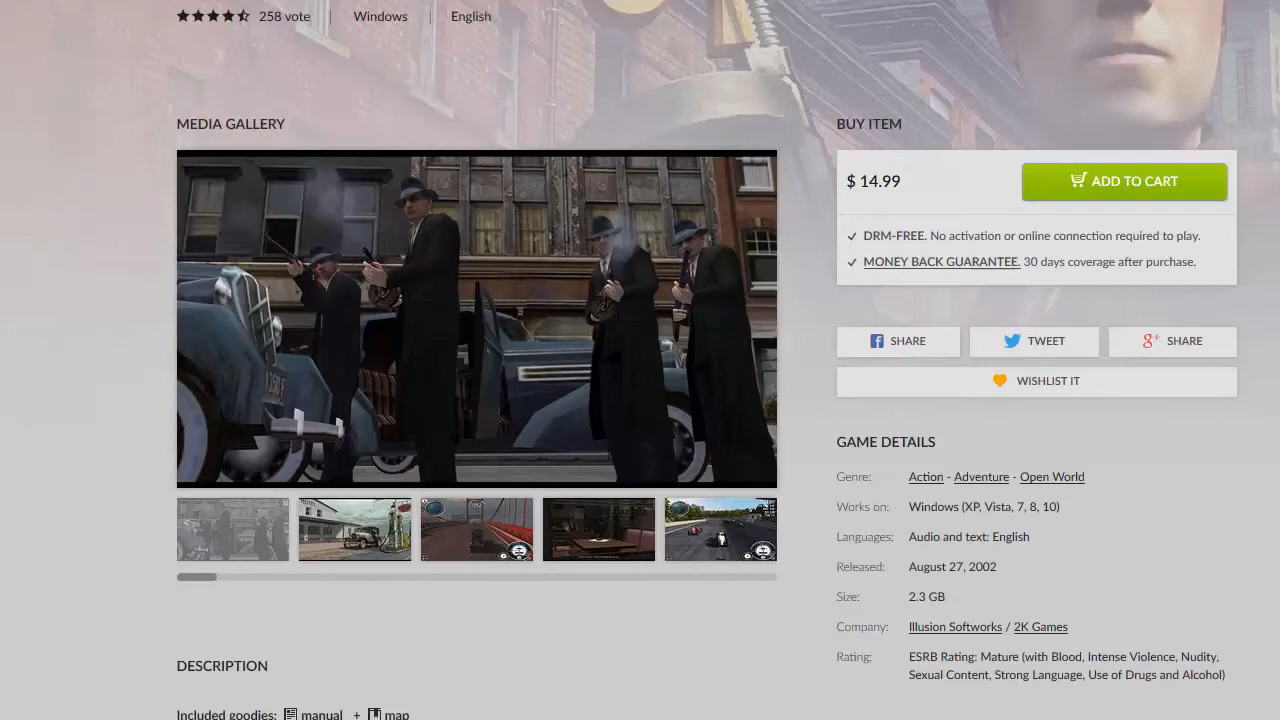 258 vote
Windows
English
MEDIA GALLERY
BUY ITEM
$ 14.99
ADD TO CART
DRM-FREE. No activation or online connection required to play.
MONEY BACK GUARANTEE. 30 days coverage after purchase.
SHARE
TWEET
g+ SHARE
WISHLIST IT
GAME DETAILS
Genre: Action - Adventure - Open World
Works on: Windows (XP, Vista, 7, 8, 10)
Languages: Audio and text: English
Released: August 27, 2002
Size: 2.3 GB
Company: Illusion Softworks / 2K Games
Rating: ESRB Rating: Mature (with Blood, Intense Violence, Nudity,
Sexual Content, Strong Language, Use of Drugs and Alcohol)
DESCRIPTION
Included goodies: manual + map